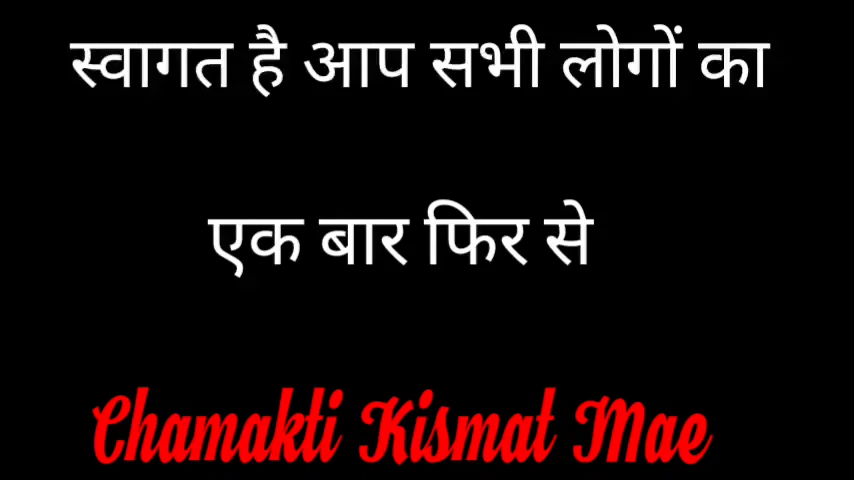 स्वागत है आप सभी लोगों का
एक बार फिर से
Chamakti Kismat Mae